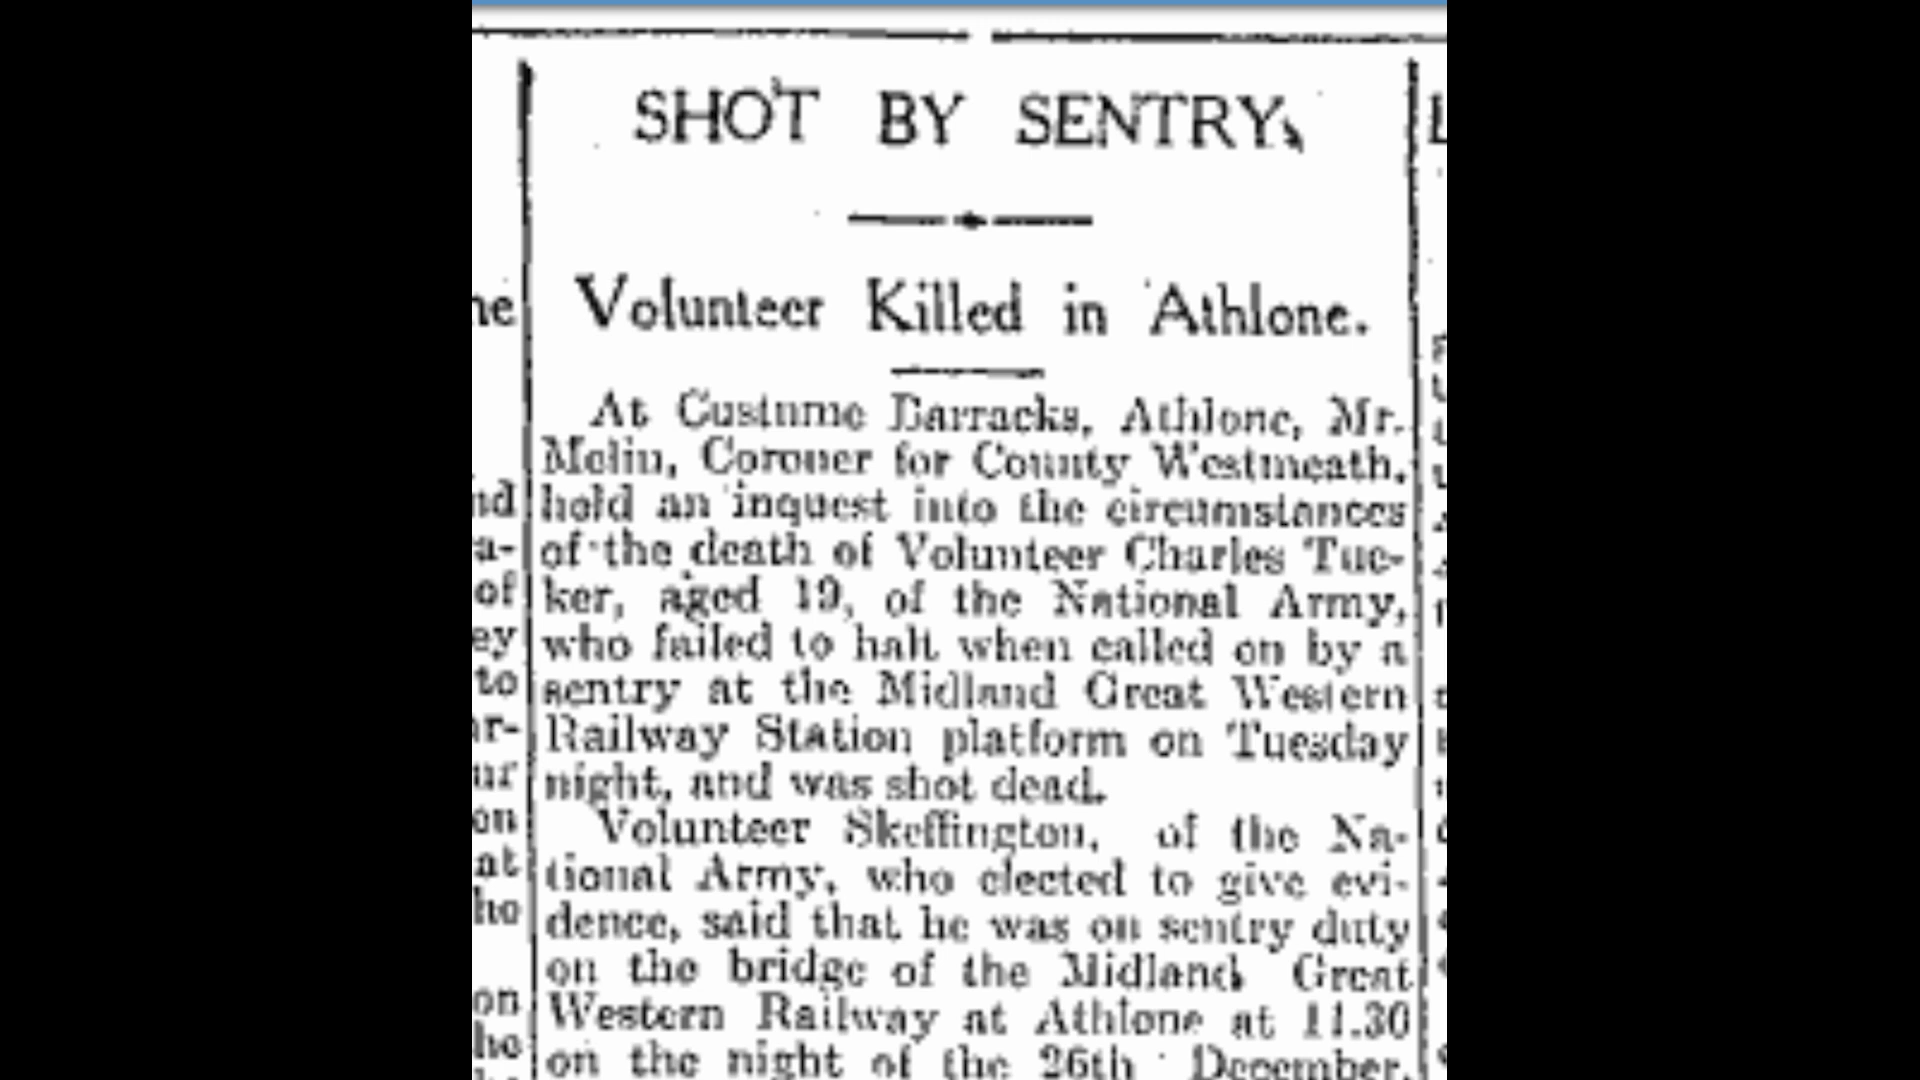 SHOT BY SENTRY.
Volunteer Killed in Athlone.
At Custume Barracks, Athlone, Mr.
Coroner for County Westmeath,
held an inquest into the circumstances
of the death of Volunteer Charles Tuc-
ker, aged 19, of the National Army,
who failed to halt when called on by a
sentry at the Midland Great Western
Railway Station platform on Tuesday
night, and was shot dead.
Volunteer Skeffington, of the Na-
tional Army, who elected to give evi-
dence, said that he was on sentry duty
on the bridge of the Midland Great
Western Railway at Athlone at 11.30
on the night of the 26th December,